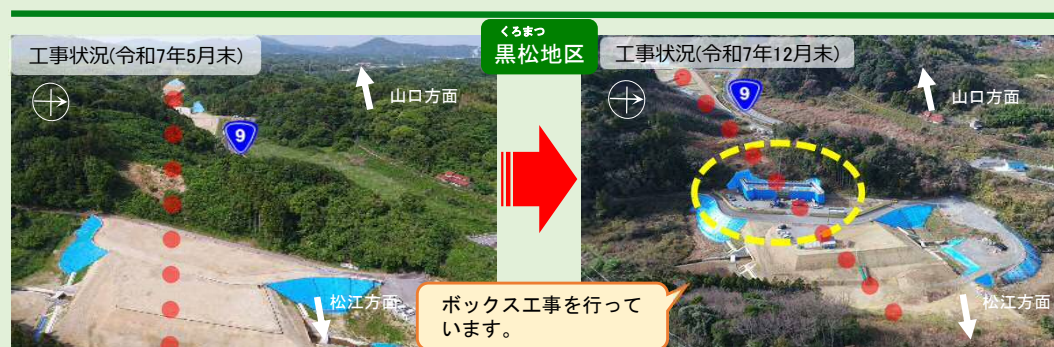 くろまつ
黒松地区
工事状況(令和7年5月末)
山口方面
9
松江方面
工事状況(令和7年12月末)
9
山口方面
松江方面
ボックス工事を行って
います。